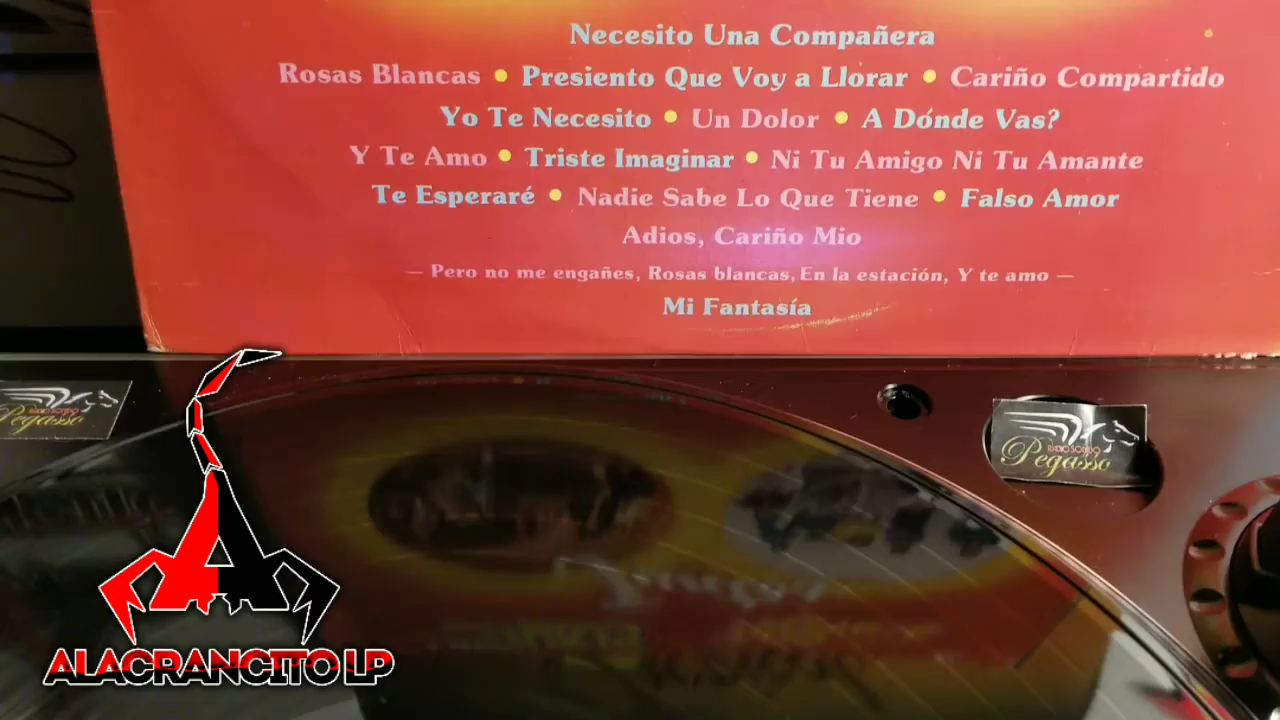 Necesito Una Compañera
Rosas Blancas • Presiento Que Voy a Llorar • Cariño Compartido
Yo Te Necesito • Un Dolor • A Dónde Vas?
Y Te Amo • Triste Imaginar • Ni Tu Amigo Ni Tu Amante
Te Esperaré • Nadie Sabe Lo Que Tiene • Falso Amor
Adios, Cariño Mio
— Pero no me engañes, Rosas blancas, En la estación, Y te amo —
Mi Fantasía
Pegasso
Pegasso
ALACRANCITO LP